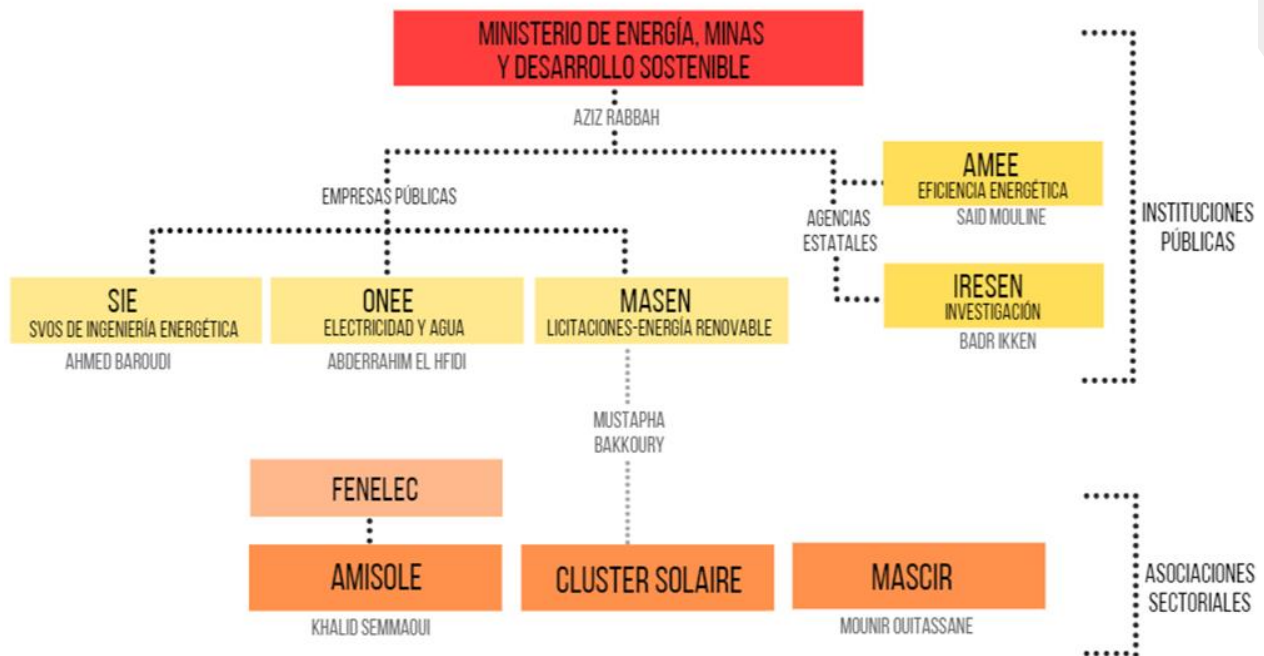 MINISTERIO DE ENERGÍA, MINAS
Y DESARROLLO SOSTENIBLE
AZIZ RABBAH
EMPRESAS PÚBLICAS
AGENCIAS
ESTATALES
AMEE
EFICIENCIA ENERGÉTICA
SAID MOULINE
INSTITUCIONES
PÚBLICAS
SIE
SVOS DE INGENIERÍA ENERGÉTICA
AHMED BAROUDI
ONEE
ELECTRICIDAD Y AGUA
ABDERRAHIM EL HFIDI
MASEN
LICITACIONES-ENERGÍA RENOVABLE
IRESEN
INVESTIGACIÓN
BADR IKKEN
MUSTAPHA
BAKKOURY
FENELEC
AMISOLE
KHALID SEMMAOUI
CLUSTER SOLAIRE
MASCIR
MOUNIR OUITASSANE
ASOCIACIONES
SECTORIALES